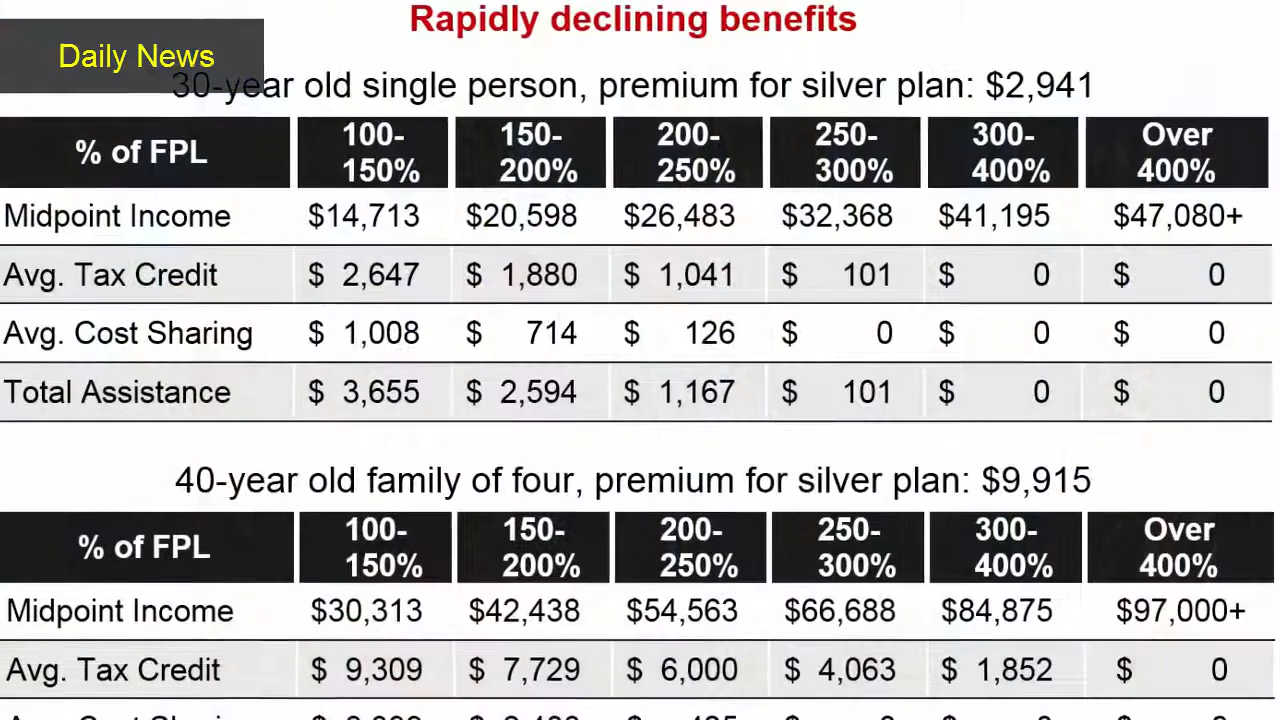 Rapidly declining benefits
Daily News
30-year old single person, premium for silver plan: $2,941
% of FPL 100-150% 150-200% 200-250% 250-300% 300-400% Over 400%
Midpoint Income $14,713 $20,598 $26,483 $32,368 $41,195 $47,080+
Avg. Tax Credit $ 2,647 $ 1,880 $ 1,041 $ 101 $ 0 $ 0
Avg. Cost Sharing $ 1,008 $ 714 $ 126 $ 0 $ 0 $ 0
Total Assistance $ 3,655 $ 2,594 $ 1,167 $ 101 $ 0 $ 0
40-year old family of four, premium for silver plan: $9,915
% of FPL 100-150% 150-200% 200-250% 250-300% 300-400% Over 400%
Midpoint Income $30,313 $42,438 $54,563 $66,688 $84,875 $97,000+
Avg. Tax Credit $ 9,309 $ 7,729 $ 6,000 $ 4,063 $ 1,852 $ 0